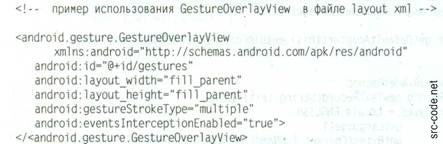 <!-- пример использования GestureOverlayView в файле layout xml -->
<android.gesture.GestureOverlayView
xmlns:android="http://schemas.android.com/apk/res/android"
android:id="@+id/gestures"
android:layout_width="fill_parent"
android:layout_height="fill_parent"
android:gestureStrokeType="multiple"
android:eventsInterceptionEnabled="true">
</<android.gesture.GestureOverlayView>
src-code.net